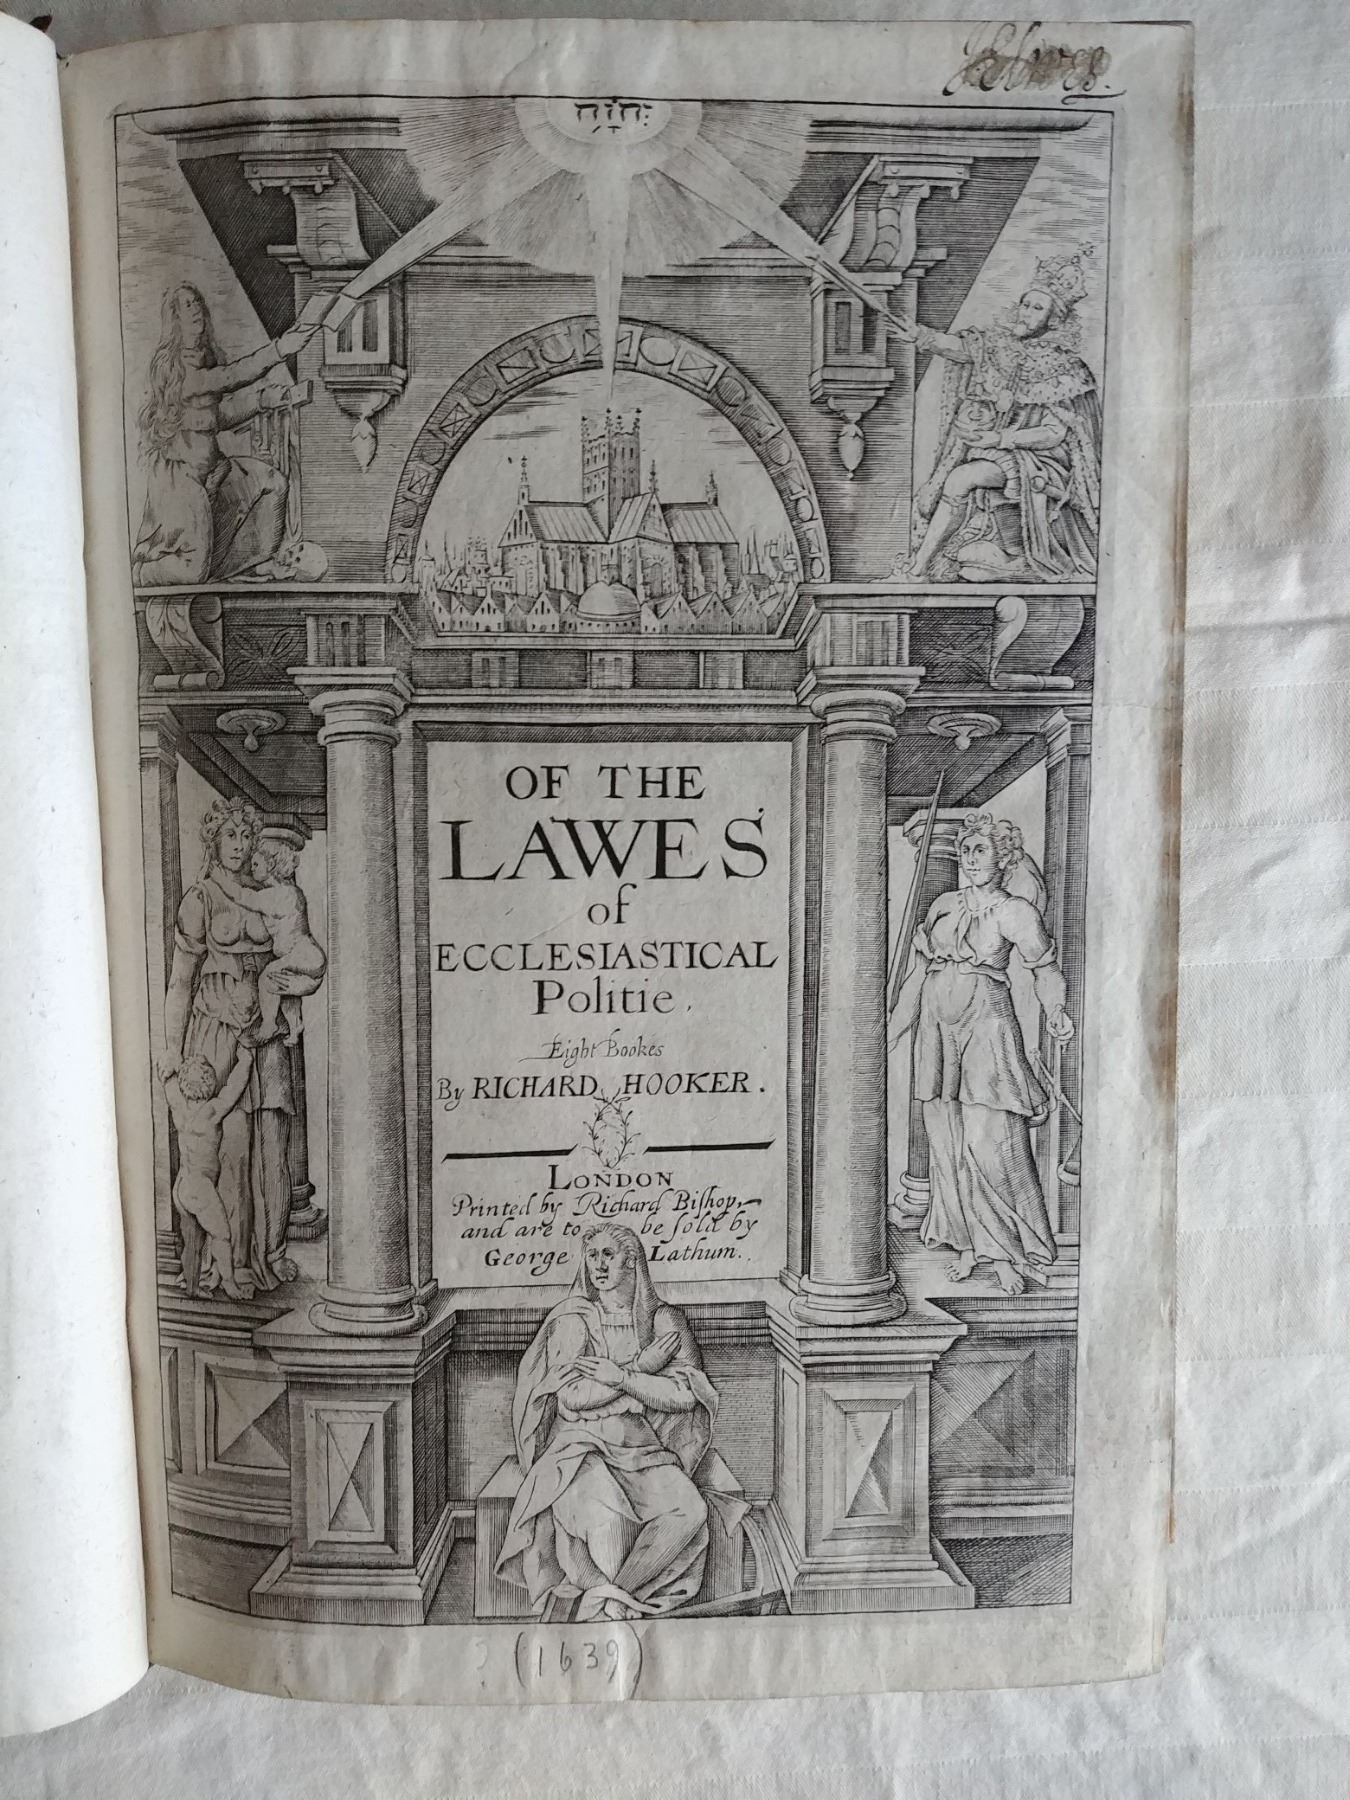 Elwes.
יְהֹוָה
OF THE
LAWES
of
ECCLESIASTICAL
Politie.
Eight Bookes
By RICHARD HOOKER.
LONDON
Printed by Richard Biſhop,
and are to be ſold by
George Lathum.
? (1639)